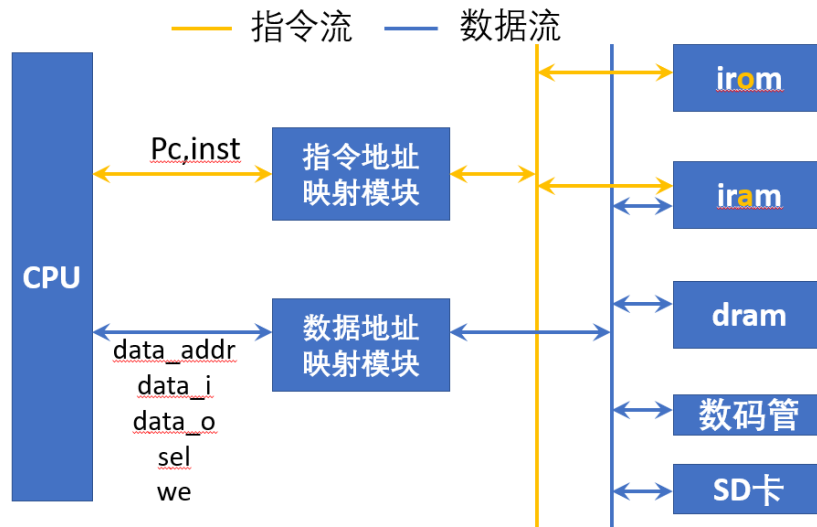 指令流
数据流
CPU
Pc,inst
指令地址
映射模块
data_addr
data_i
data_o
sel
we
数据地址
映射模块
irom
iram
dram
数码管
SD卡